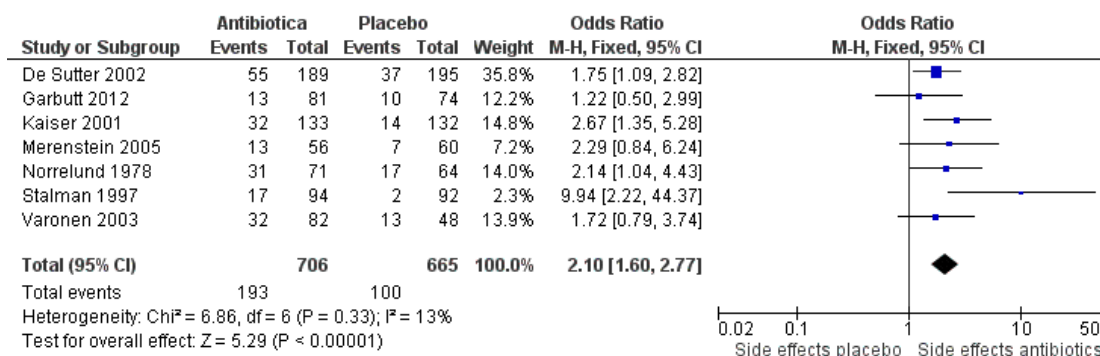 Antibiotica Placebo Odds Ratio Odds Ratio
Study or Subgroup Events Total Events Total Weight M-H, Fixed, 95% CI M-H, Fixed, 95% CI
De Sutter 2002 55 189 37 195 35.8% 1.75 [1.09, 2.82]
Garbutt 2012 13 81 10 74 12.2% 1.22 [0.50, 2.99]
Kaiser 2001 32 133 14 132 14.8% 2.67 [1.35, 5.28]
Merenstein 2005 13 56 7 60 7.2% 2.29 [0.84, 6.24]
Norrelund 1978 31 71 17 64 14.0% 2.14 [1.04, 4.43]
Stalman 1997 17 94 2 92 2.3% 9.94 [2.22, 44.37]
Varonen 2003 32 82 13 48 13.9% 1.72 [0.79, 3.74]
Total (95% CI) 706 665 100.0% 2.10 [1.60, 2.77]
Total events 193 100
Heterogeneity: Chi² = 6.86, df = 6 (P = 0.33); I² = 13%
Test for overall effect: Z = 5.29 (P < 0.00001)
0.02 0.1 1 10 50
Side effects placebo Side effects antibiotics